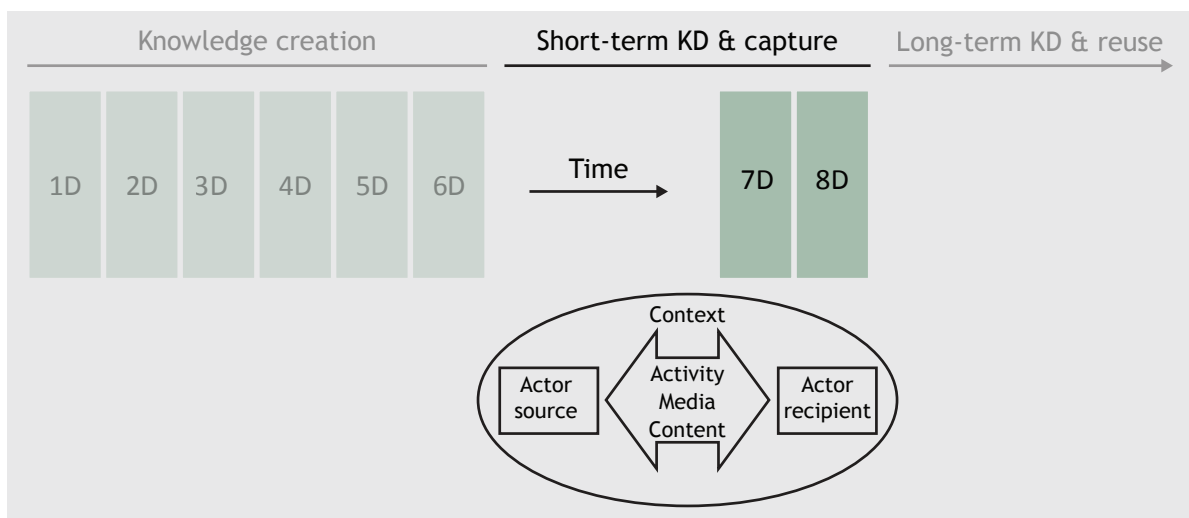 Knowledge creation
Short-term KD & capture
Long-term KD & reuse
1D
2D
3D
4D
5D
6D
Time
7D
8D
Context
Actor
source
Activity
Media
Content
Actor
recipient